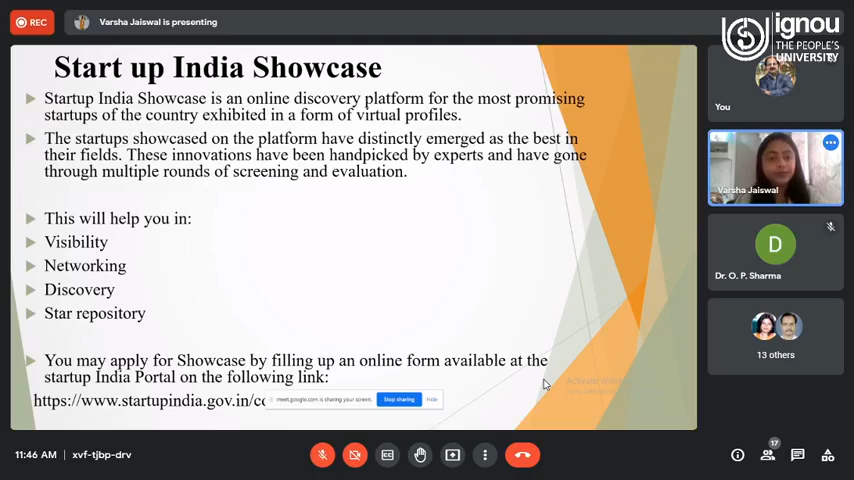 REC
Varsha Jaiswal is presenting
ignou
THE PEOPLE'S
UNIVERSITY
Start up India Showcase
Startup India Showcase is an online discovery platform for the most promising
startups of the country exhibited in a form of virtual profiles.
The startups showcased on the platform have distinctly emerged as the best in
their fields. These innovations have been handpicked by experts and have gone
through multiple rounds of screening and evaluation.
This will help you in:
Visibility
Networking
Discovery
Star repository
You may apply for Showcase by filling up an online form available at the
startup India Portal on the following link:
https://www.startupindia.gov.in/co
meet.google.com is sharing your screen.
Stop sharing
Hide
You
Varsha Jaiswal
D
Dr. O. P. Sharma
13 others
11:46 AM
xvf-tjbp-drv
17